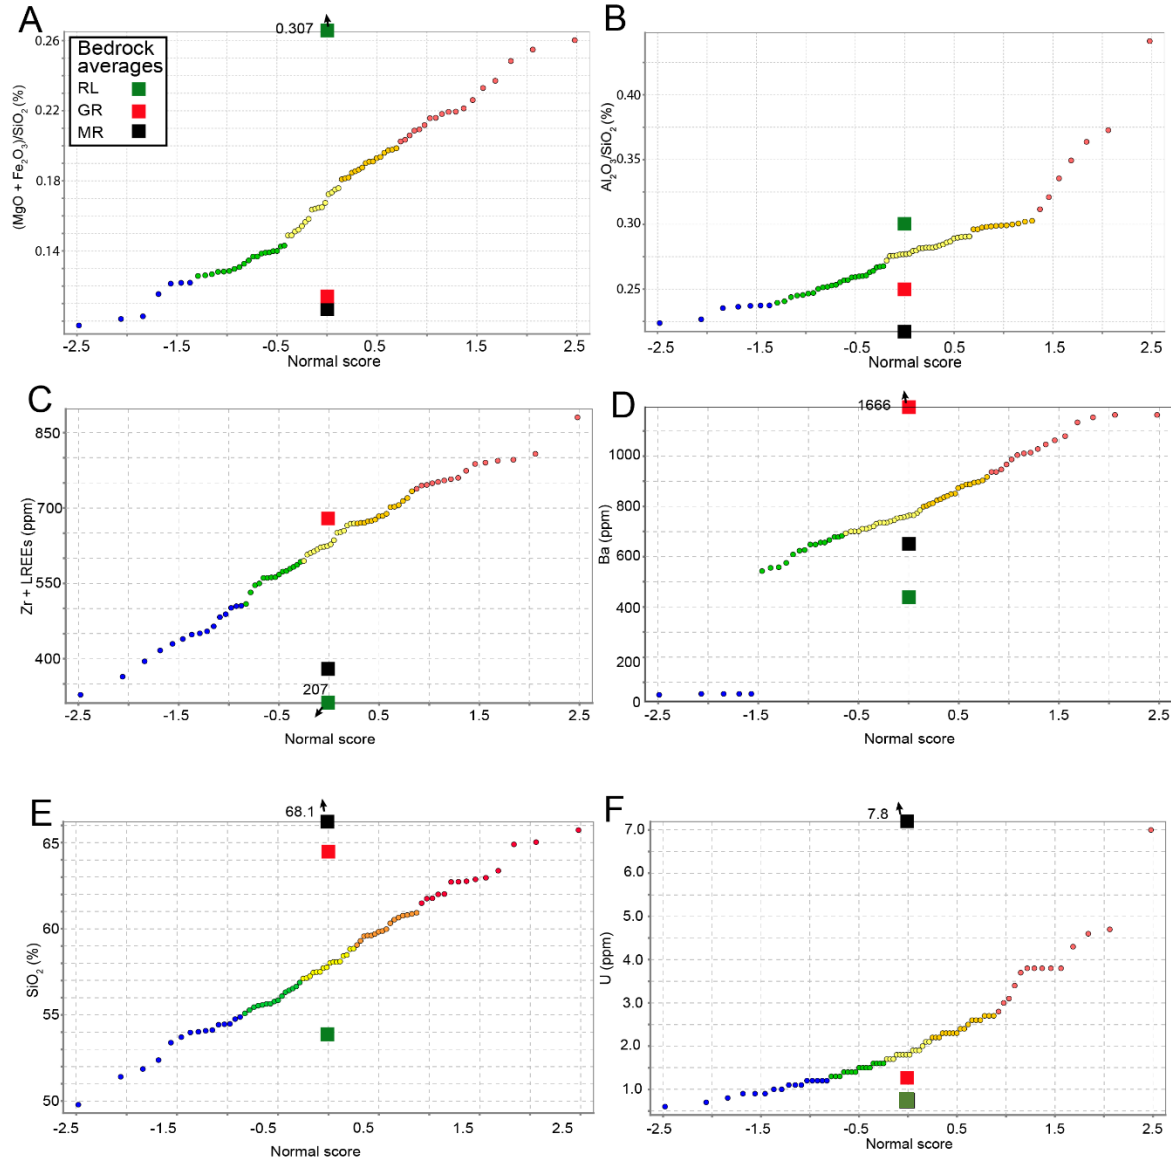 A
0.307
0.26
0.22
0.18
0.14
(MgO + Fe₂O₃)/SiO₂ (%)
Bedrock
averages
RL
GR
MR
-2.5 -1.5 -0.5 0.5 1.5 2.5
Normal score
B
0.40
0.35
0.30
0.25
Al₂O₃/SiO₂ (%)
-2.5 -1.5 -0.5 0.5 1.5 2.5
Normal score
C
850
700
550
400
Zr + LREEs (ppm)
207
-2.5 -1.5 -0.5 0.5 1.5 2.5
Normal score
D
1666
1000
800
600
400
200
0
Ba (ppm)
-2.5 -1.5 -0.5 0.5 1.5 2.5
Normal score
E
68.1
65
60
55
50
SiO₂ (%)
-2.5 -1.5 -0.5 0.5 1.5 2.5
Normal score
F
7.8
7.0
6.0
5.0
4.0
3.0
2.0
1.0
U (ppm)
-2.5 -1.5 -0.5 0.5 1.5 2.5
Normal score